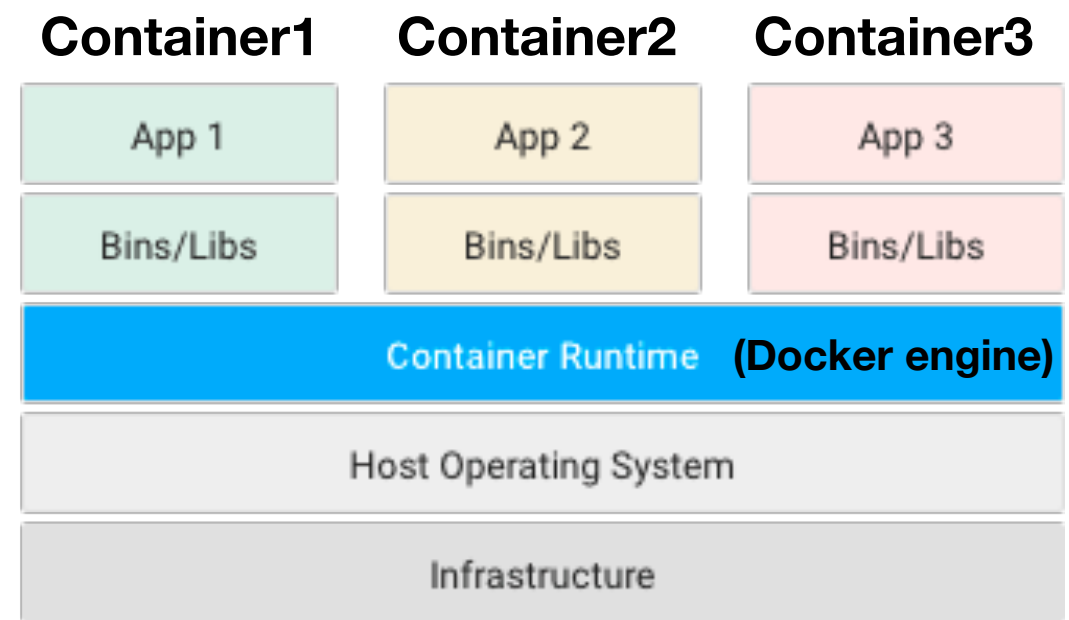 Container1 Container2 Container3
App 1 App 2 App 3
Bins/Libs Bins/Libs Bins/Libs
Container Runtime (Docker engine)
Host Operating System
Infrastructure